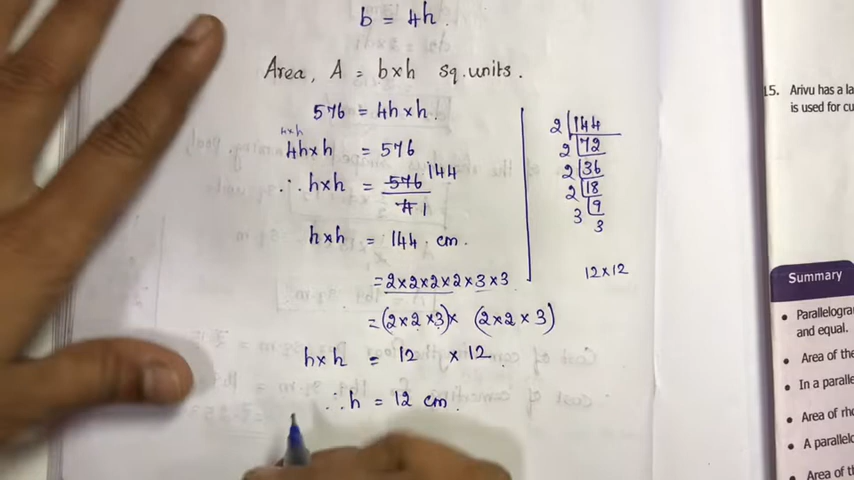 b = 4h.
Area, A = b×h sq.units.
576 = 4h×h.
h×h
4h×h = 576
∴ h×h = 576 144
4 1
h×h = 144 cm.
= 2×2×2×2×3×3
= (2×2×3)× (2×2×3)
h×h = 12 × 12
∴ h = 12 cm.
2 144
2 72
2 36
2 18
3 9
3
12×12
15. Arivu has a la
is used for cu
Summary
• Parallelogra
and equal.
• Area of the
• In a paralle
• Area of rho
• A parallelo
• Area of t